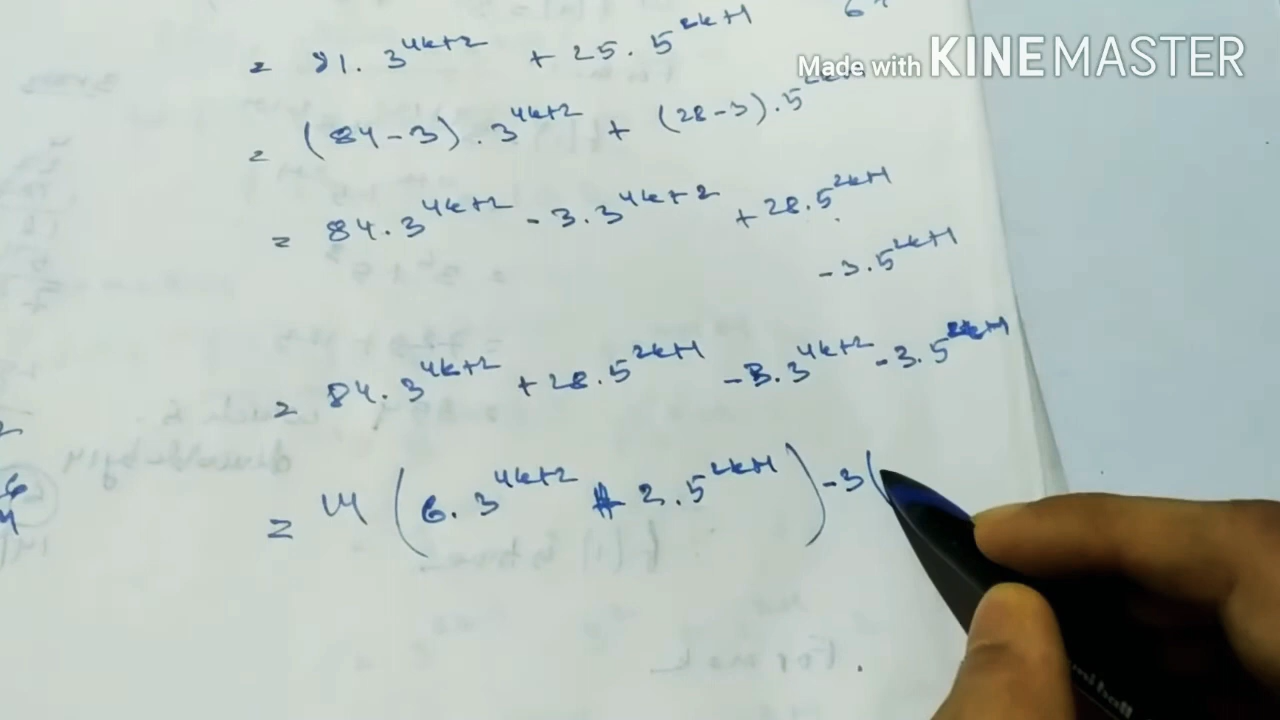 = 81. 3^{4k+2} + 25. 5^{2k+1}
Made with KINEMASTER
= (84-3). 3^{4k+2} + (28-3). 5^{2k+1}
= 84. 3^{4k+2} - 3. 3^{4k+2} + 28. 5^{2k+1}
- 3. 5^{2k+1}
= 84. 3^{4k+2} + 28. 5^{2k+1} - 3. 3^{4k+2} - 3. 5^{2k+1}
= 14 ( 6. 3^{4k+2} + 2. 5^{2k+1} ) - 3 (